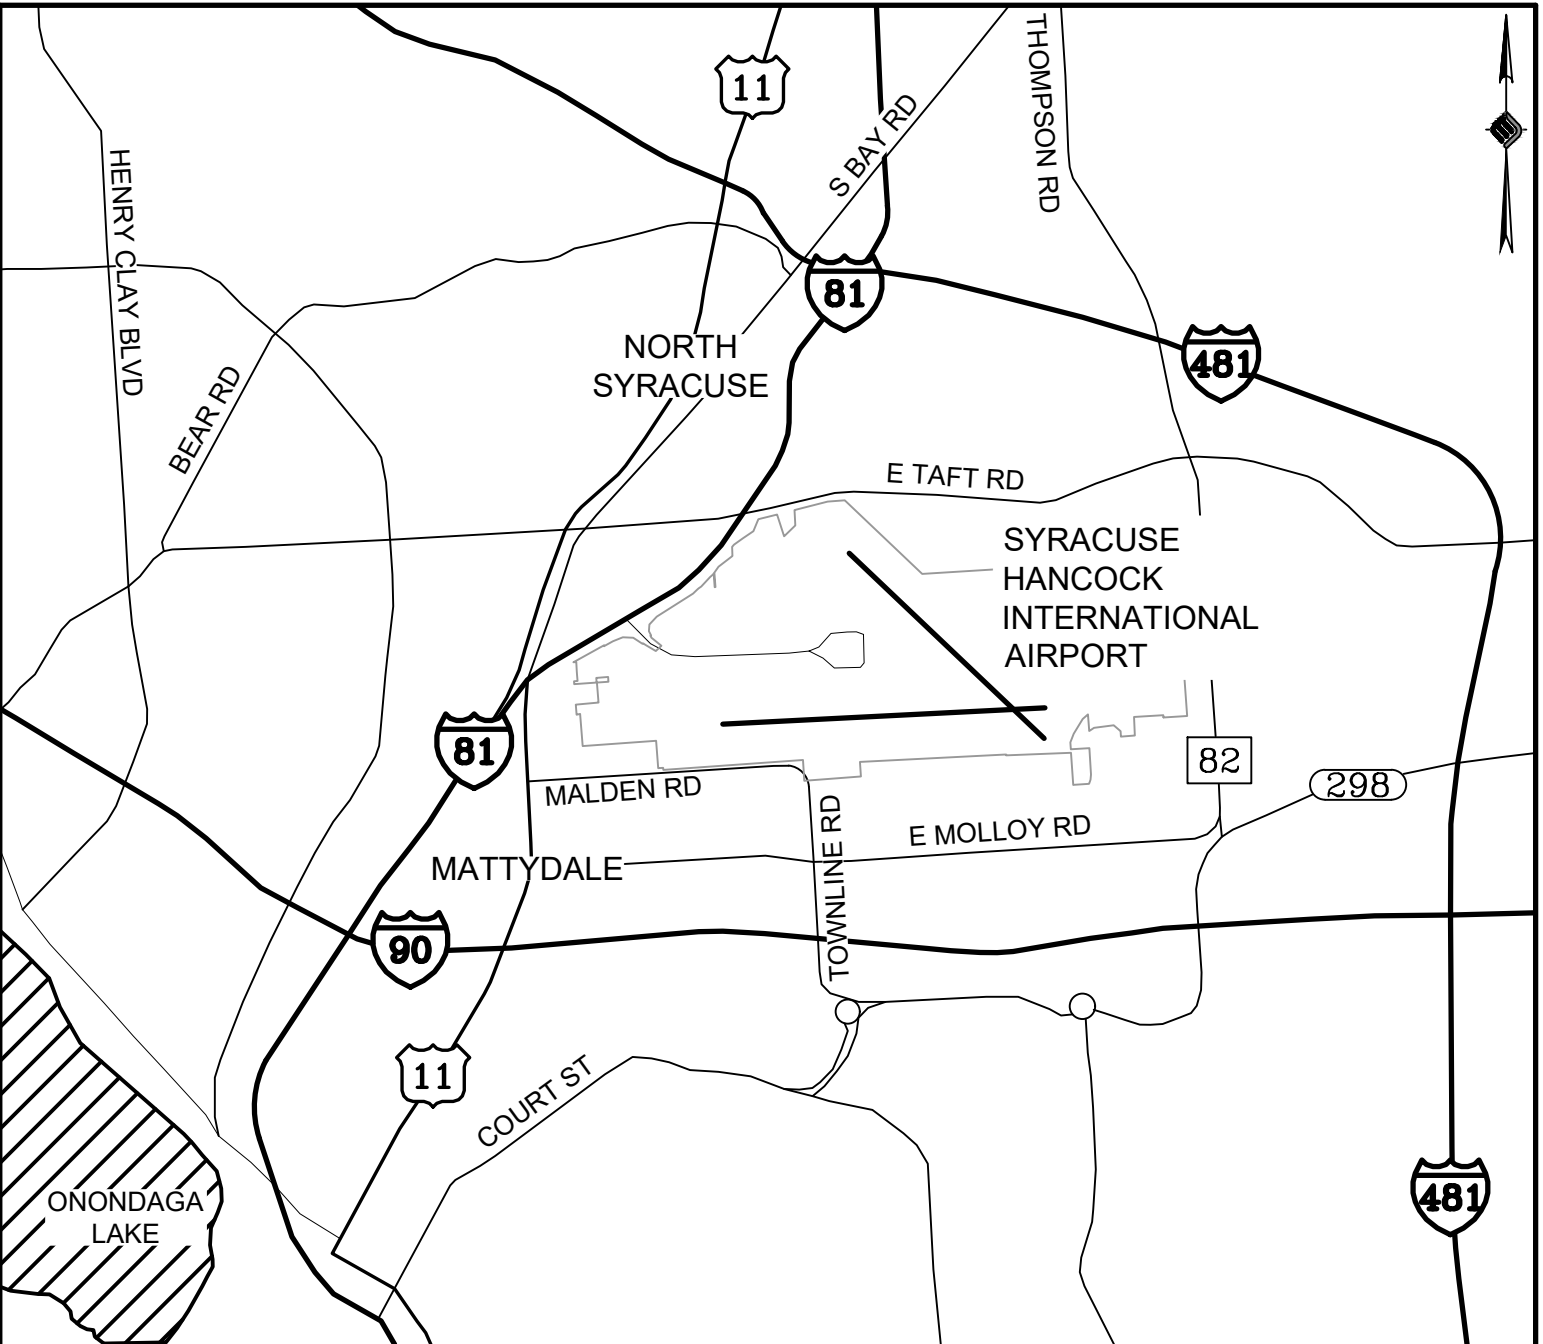 11
THOMPSON RD
S BAY RD
HENRY CLAY BLVD
81
NORTH
SYRACUSE
481
BEAR RD
E TAFT RD
SYRACUSE
HANCOCK
INTERNATIONAL
AIRPORT
81
82
298
MALDEN RD
TOWNLINE RD
E MOLLOY RD
MATTYDALE
90
11
COURT ST
481
ONONDAGA
LAKE